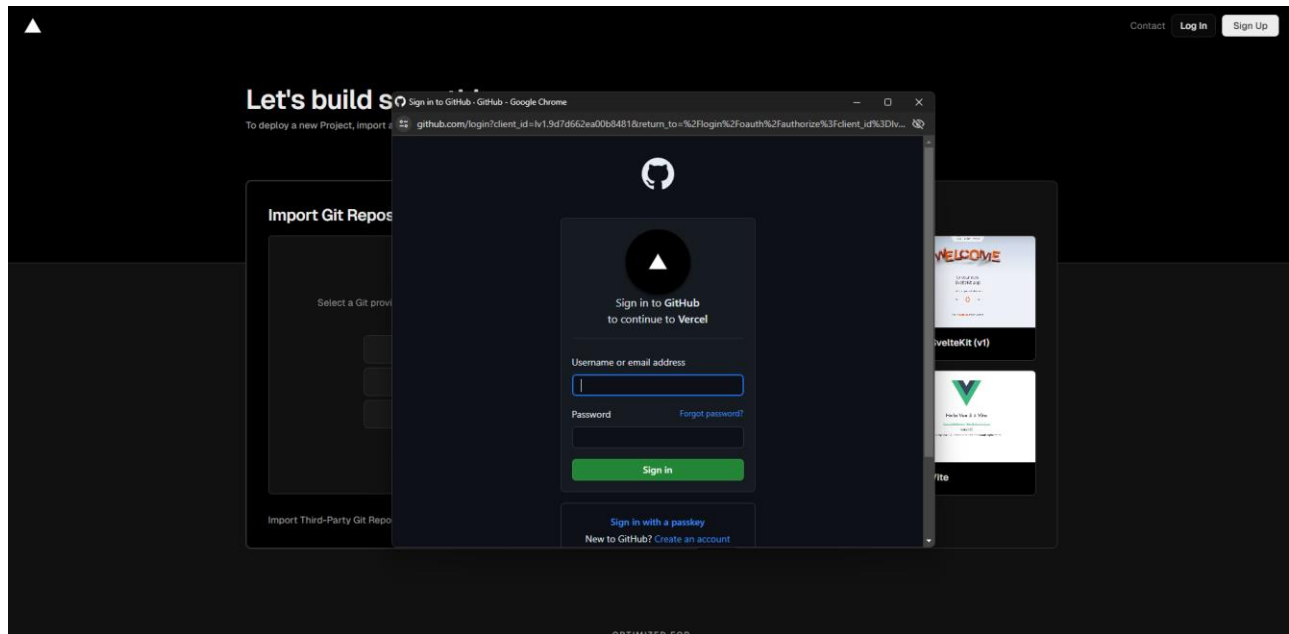 Contact Log In Sign Up
Let's build s
To deploy a new Project, import a
Sign in to GitHub · GitHub - Google Chrome
github.com/login?client_id=Iv1.9d7d662ea00b8481&return_to=%2Flogin%2Foauth%2Fauthorize%3Fclient_id%3DIv...
Import Git Repos
Select a Git provi
Sign in to GitHub
to continue to Vercel
Username or email address
Password Forgot password?
Sign in
Sign in with a passkey
New to GitHub? Create an account
Import Third-Party Git Repo
WELCOME
SvelteKit (v1)
Vite
OPTIMIZED FOR